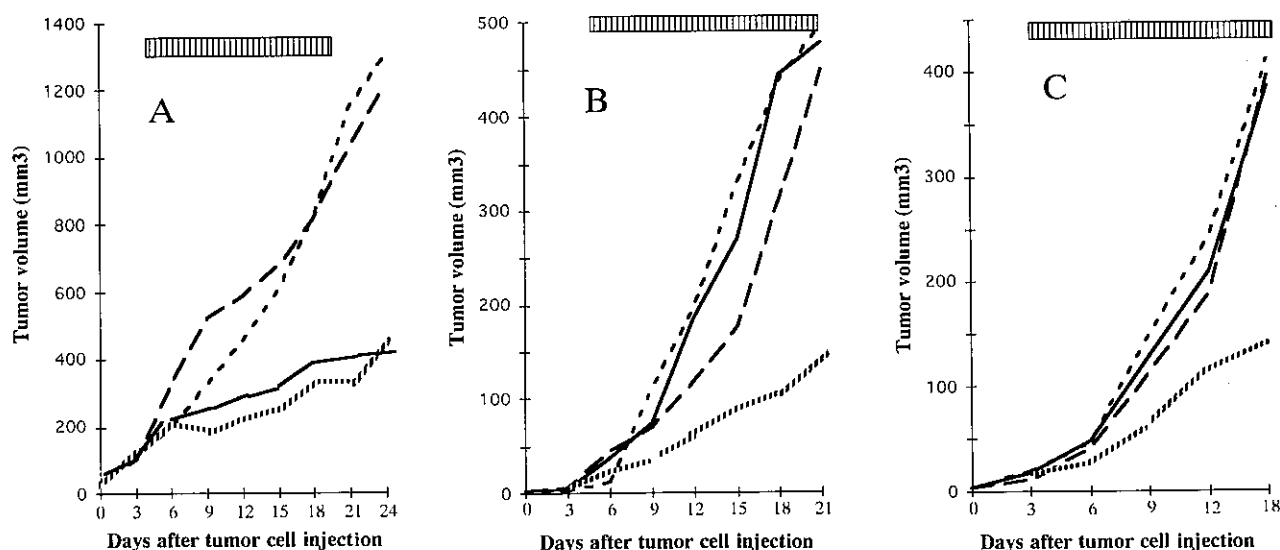 A
Tumor volume (mm3)
1400
1200
1000
800
600
400
200
0
0 3 6 9 12 15 18 21 24
Days after tumor cell injection
B
Tumor volume (mm3)
500
400
300
200
100
0
0 3 6 9 12 15 18 21
Days after tumor cell injection
C
Tumor volume (mm3)
400
300
200
100
0
0 3 6 9 12 18
Days after tumor cell injection